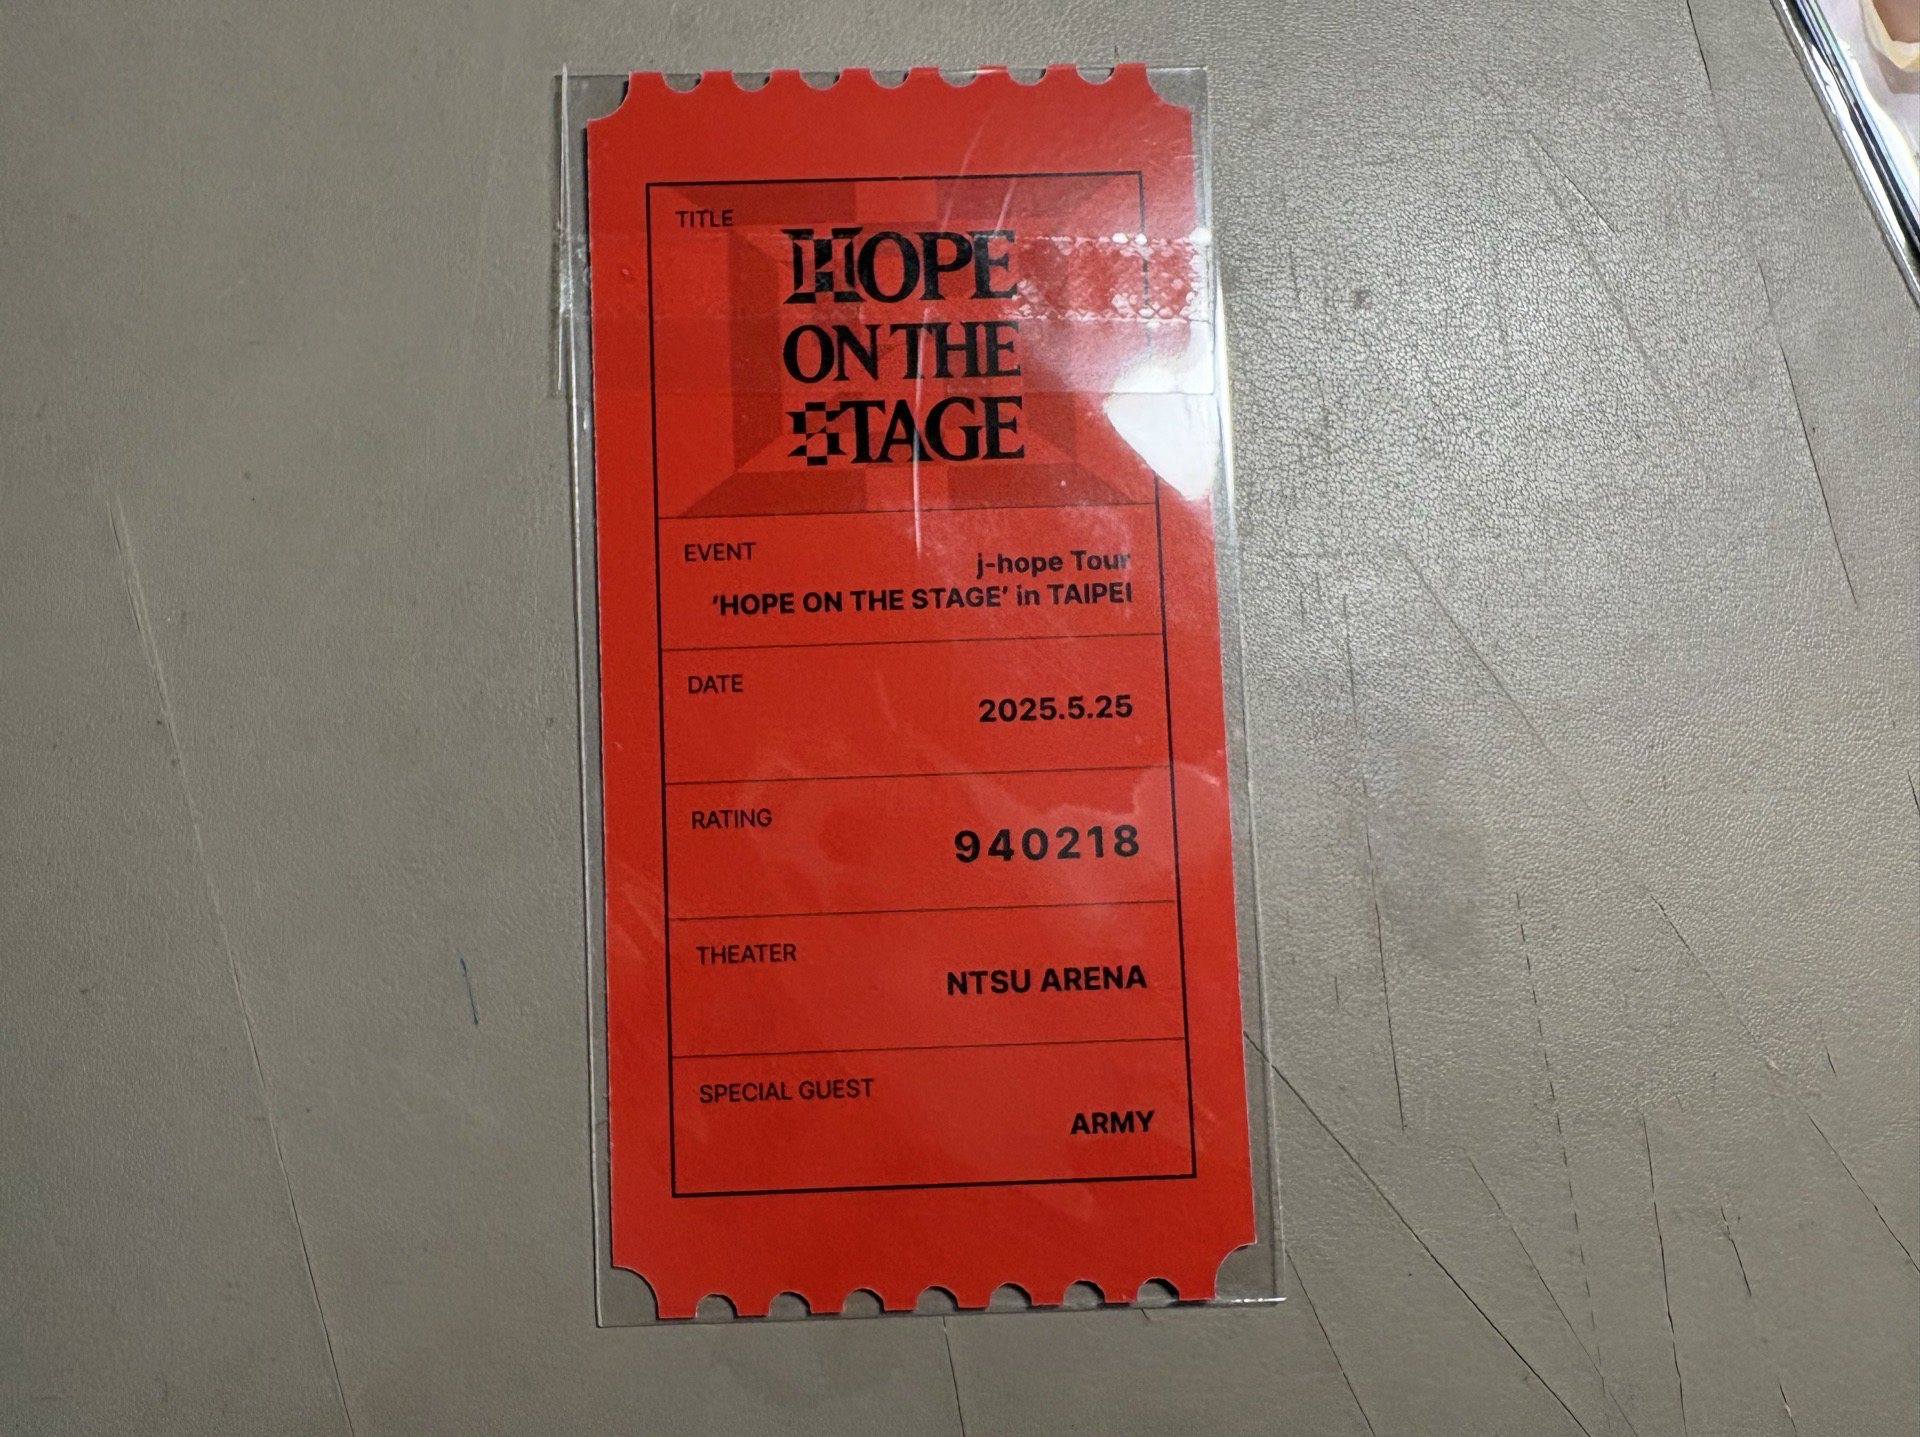 TITLE
HOPE
ON THE
STAGE
EVENT
j-hope Tour
‘HOPE ON THE STAGE’ in TAIPEI
DATE
2025.5.25
RATING
940218
THEATER
NTSU ARENA
SPECIAL GUEST
ARMY